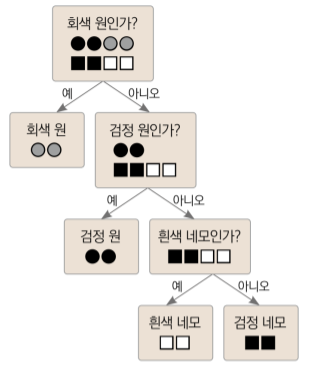 회색 원인가?
예
아니오
회색 원
검정 원인가?
예
아니오
검정 원
흰색 네모인가?
예
아니오
흰색 네모
검정 네모